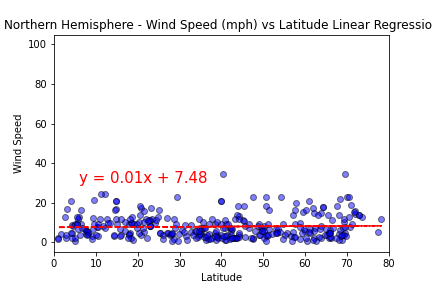 Northern Hemisphere - Wind Speed (mph) vs Latitude Linear Regressio
100
80
60
40
20
0
Wind Speed
y = 0.01x + 7.48
0 10 20 30 40 50 60 70 80
Latitude